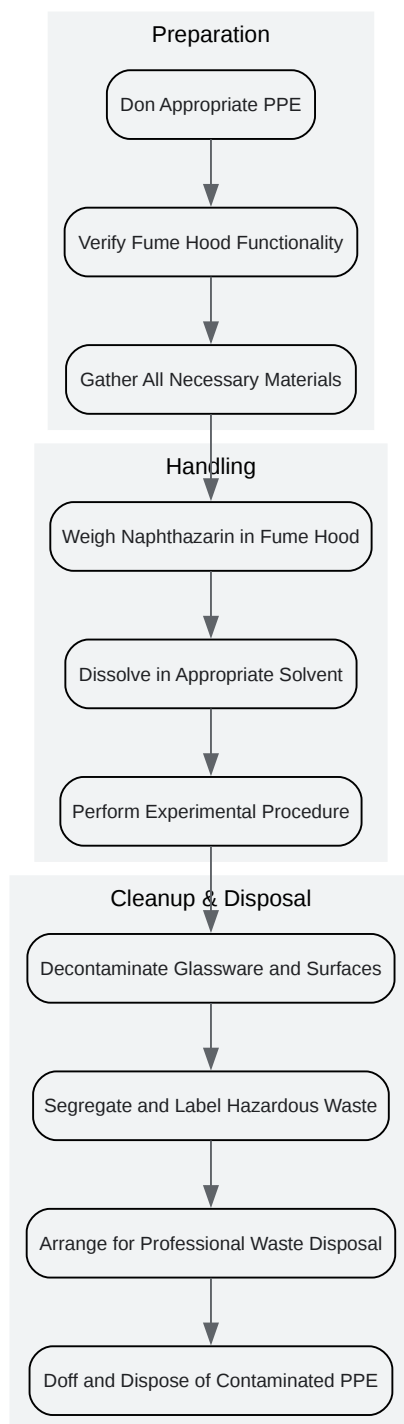 Preparation
Don Appropriate PPE
Verify Fume Hood Functionality
Gather All Necessary Materials
Handling
Weigh Naphthazarin in Fume Hood
Dissolve in Appropriate Solvent
Perform Experimental Procedure
Cleanup & Disposal
Decontaminate Glassware and Surfaces
Segregate and Label Hazardous Waste
Arrange for Professional Waste Disposal
Doff and Dispose of Contaminated PPE